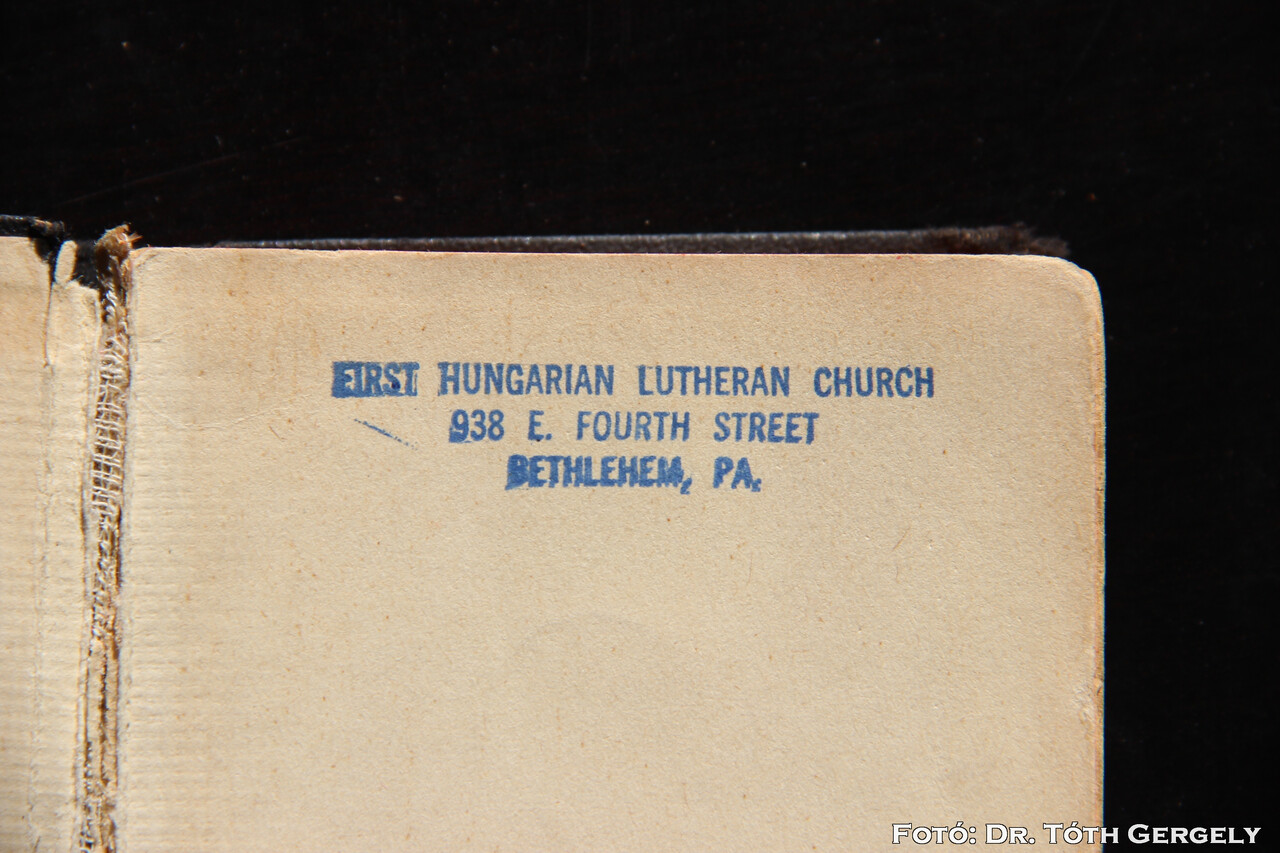 FIRST HUNGARIAN LUTHERAN CHURCH
938 E. FOURTH STREET
BETHLEHEM, PA.
Fotó: Dr. Tóth Gergely